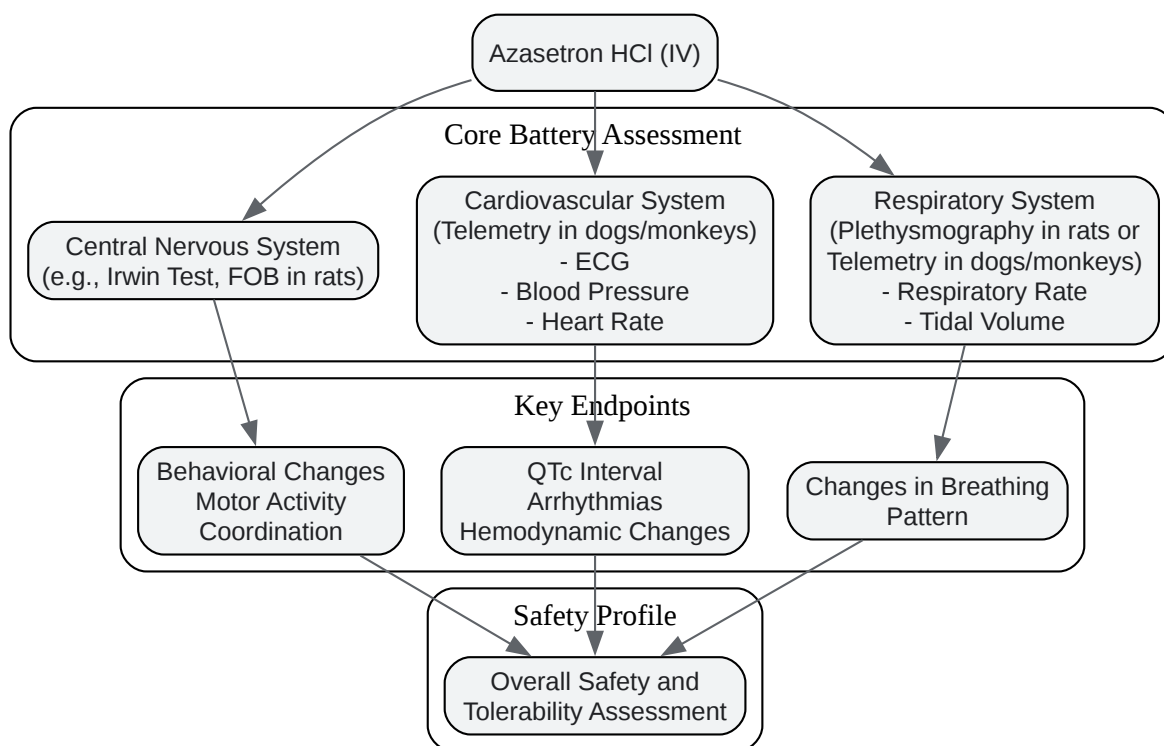 Azasetron HCl (IV)
Core Battery Assessment
Central Nervous System
(e.g., Irwin Test, FOB in rats)
Cardiovascular System
(Telemetry in dogs/monkeys)
- ECG
- Blood Pressure
- Heart Rate
Respiratory System
(Plethysmography in rats or
Telemetry in dogs/monkeys)
- Respiratory Rate
- Tidal Volume
Key Endpoints
Behavioral Changes
Motor Activity
Coordination
QTc Interval
Arrhythmias
Hemodynamic Changes
Changes in Breathing
Pattern
Safety Profile
Overall Safety and
Tolerability Assessment